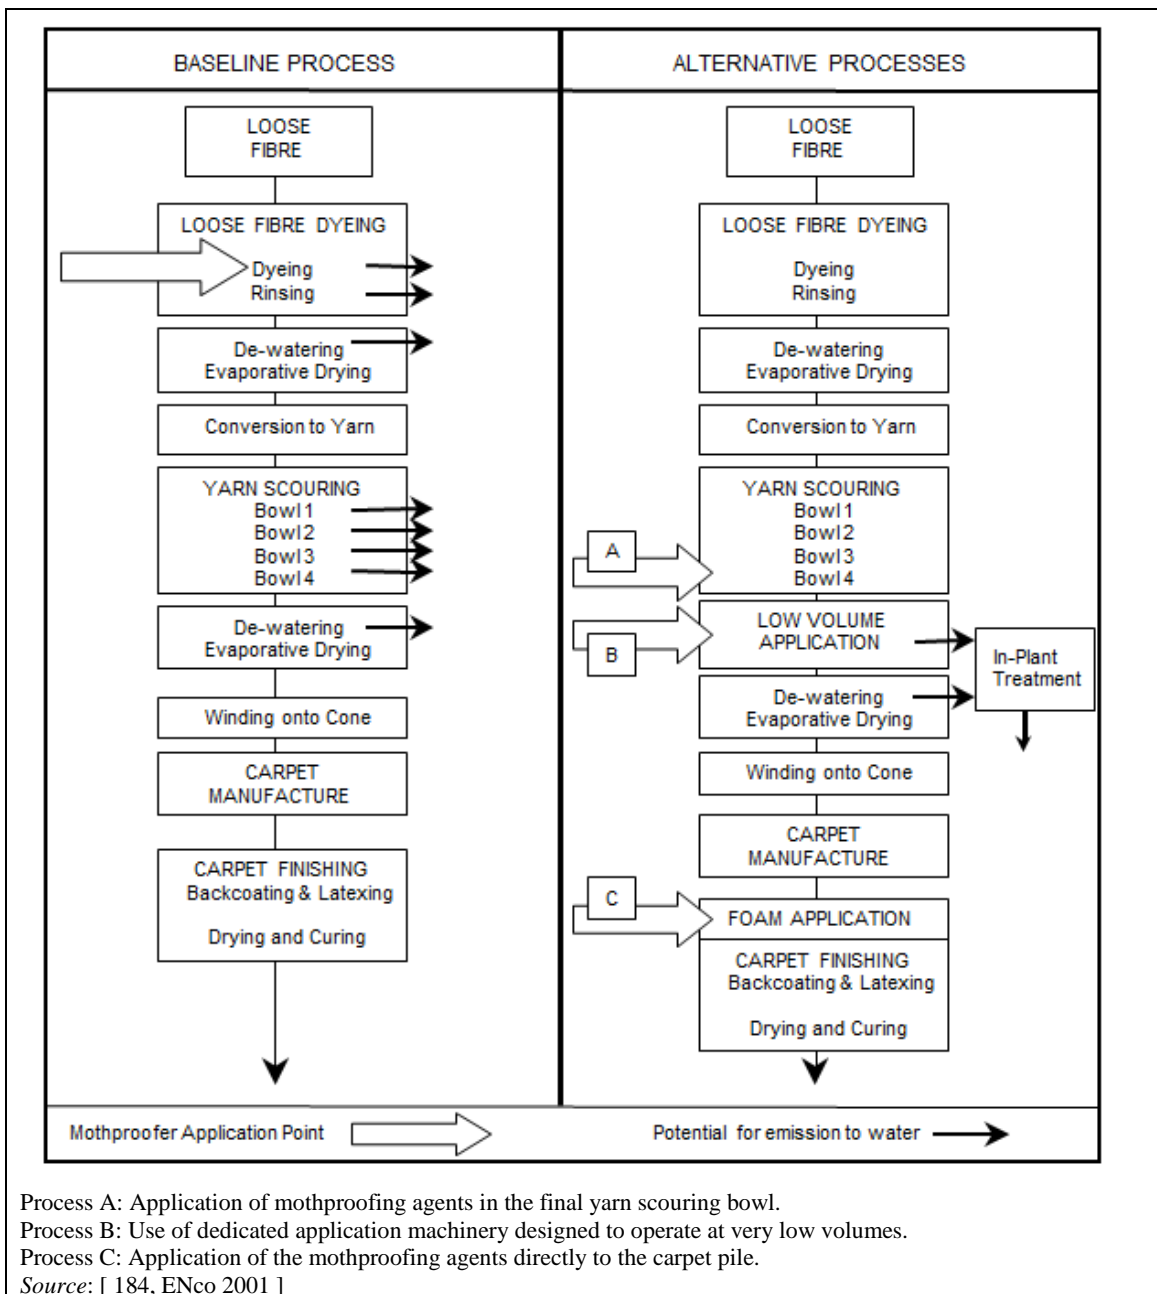 BASELINE PROCESS
LOOSE
FIBRE
LOOSE FIBRE DYEING
Dyeing
Rinsing
De-watering
Evaporative Drying
Conversion to Yarn
YARN SCOURING
Bowl 1
Bowl 2
Bowl 3
Bowl 4
De-watering
Evaporative Drying
Winding onto Cone
CARPET
MANUFACTURE
CARPET FINISHING
Backcoating & Latexing
Drying and Curing
ALTERNATIVE PROCESSES
LOOSE
FIBRE
LOOSE FIBRE DYEING
Dyeing
Rinsing
De-watering
Evaporative Drying
Conversion to Yarn
YARN SCOURING
Bowl 1
Bowl 2
Bowl 3
Bowl 4
A
LOW VOLUME
APPLICATION
B
In-Plant
Treatment
De-watering
Evaporative Drying
Winding onto Cone
CARPET
MANUFACTURE
C
FOAM APPLICATION
CARPET FINISHING
Backcoating & Latexing
Drying and Curing
Mothproofer Application Point
Potential for emission to water
Process A: Application of mothproofing agents in the final yarn scouring bowl.
Process B: Use of dedicated application machinery designed to operate at very low volumes.
Process C: Application of the mothproofing agents directly to the carpet pile.
Source: [ 184, ENco 2001 ]